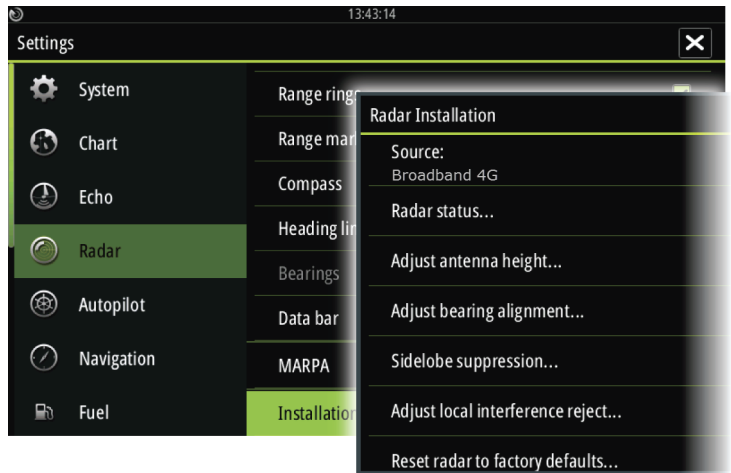 13:43:14
Settings
System
Chart
Echo
Radar
Autopilot
Navigation
Fuel
Range rings
Range mar
Compass
Heading lin
Bearings
Data bar
MARPA
Installation
Radar Installation
Source:
Broadband 4G
Radar status...
Adjust antenna height...
Adjust bearing alignment...
Sidelobe suppression...
Adjust local interference reject...
Reset radar to factory defaults...